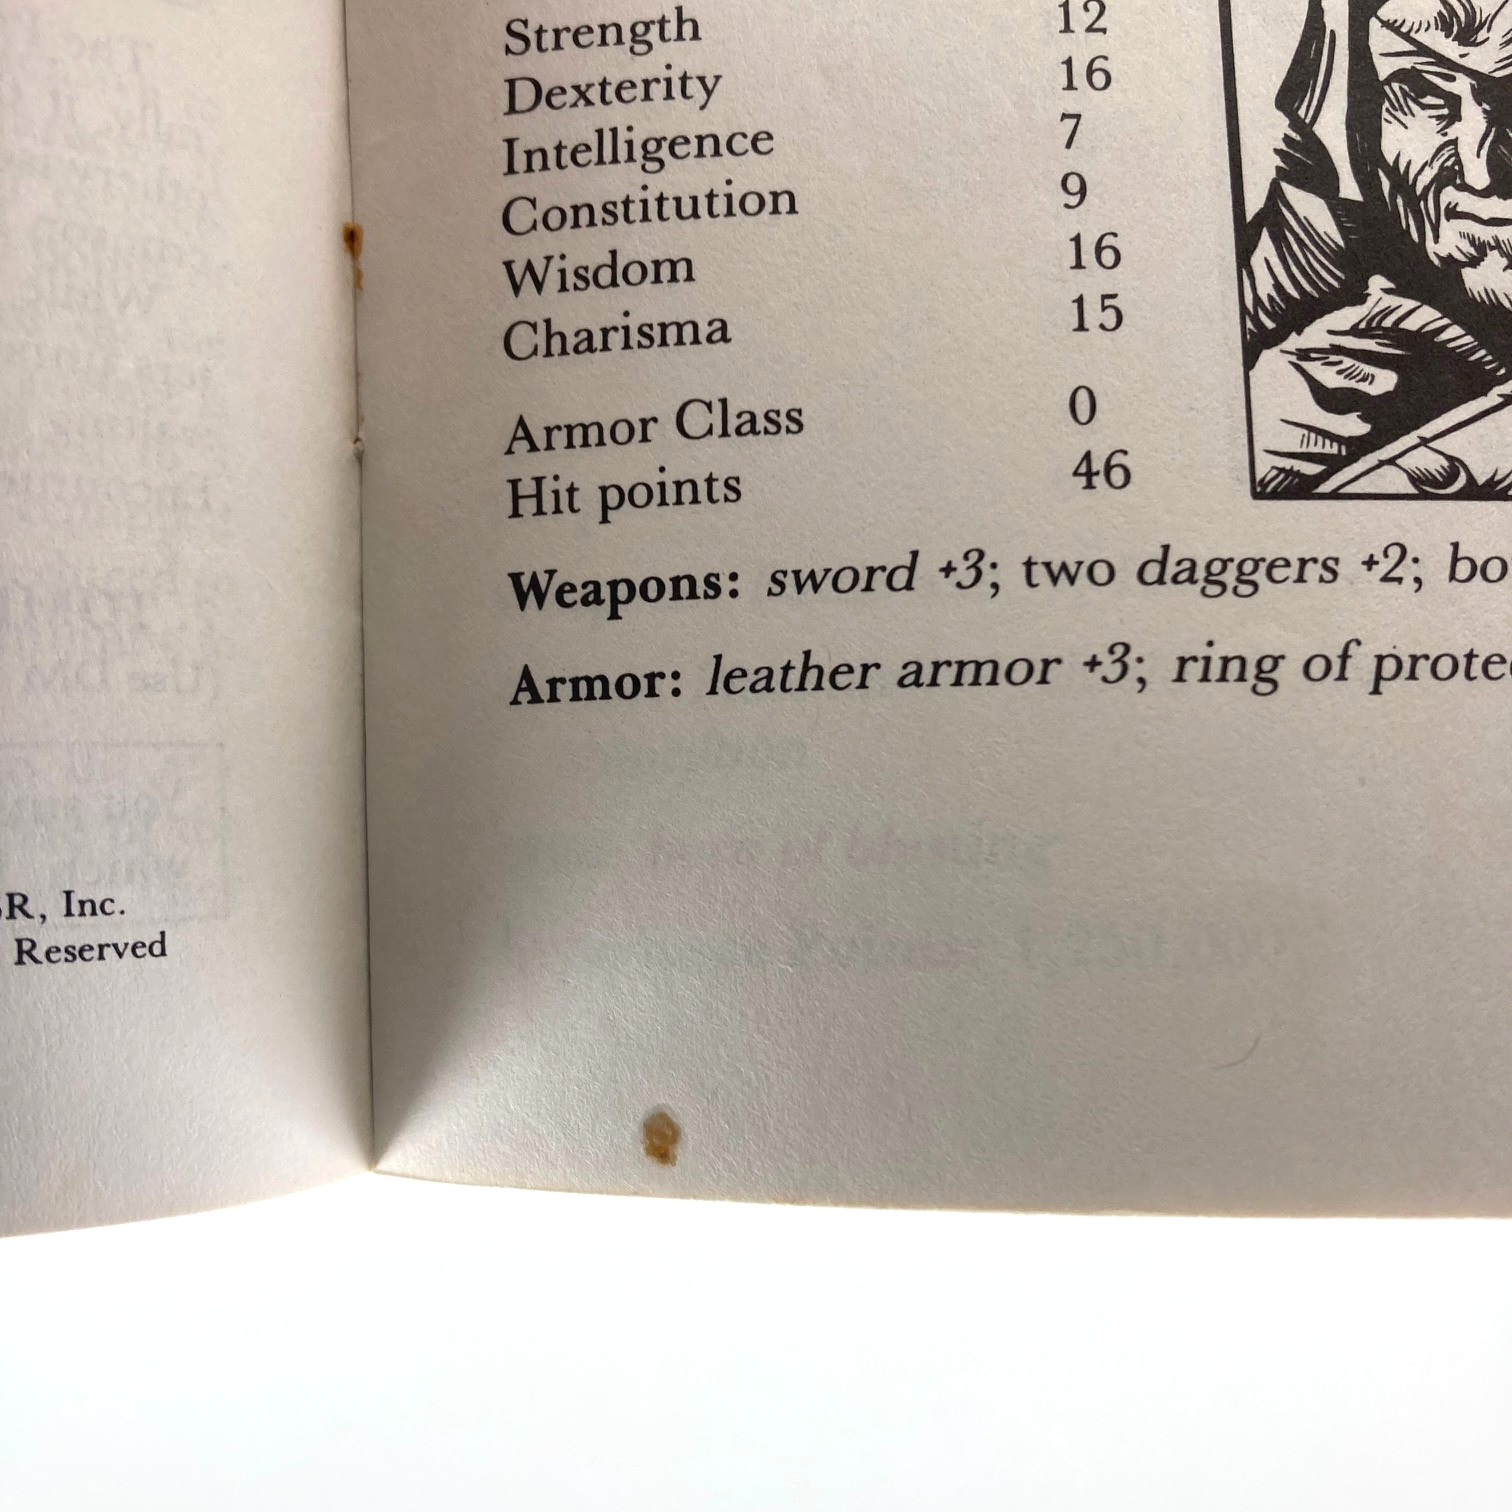 Strength 12
Dexterity 16
Intelligence 7
Constitution 9
Wisdom 16
Charisma 15
Armor Class 0
Hit points 46
Weapons: sword +3; two daggers +2; bo
Armor: leather armor +3; ring of prote
R, Inc.
Reserved